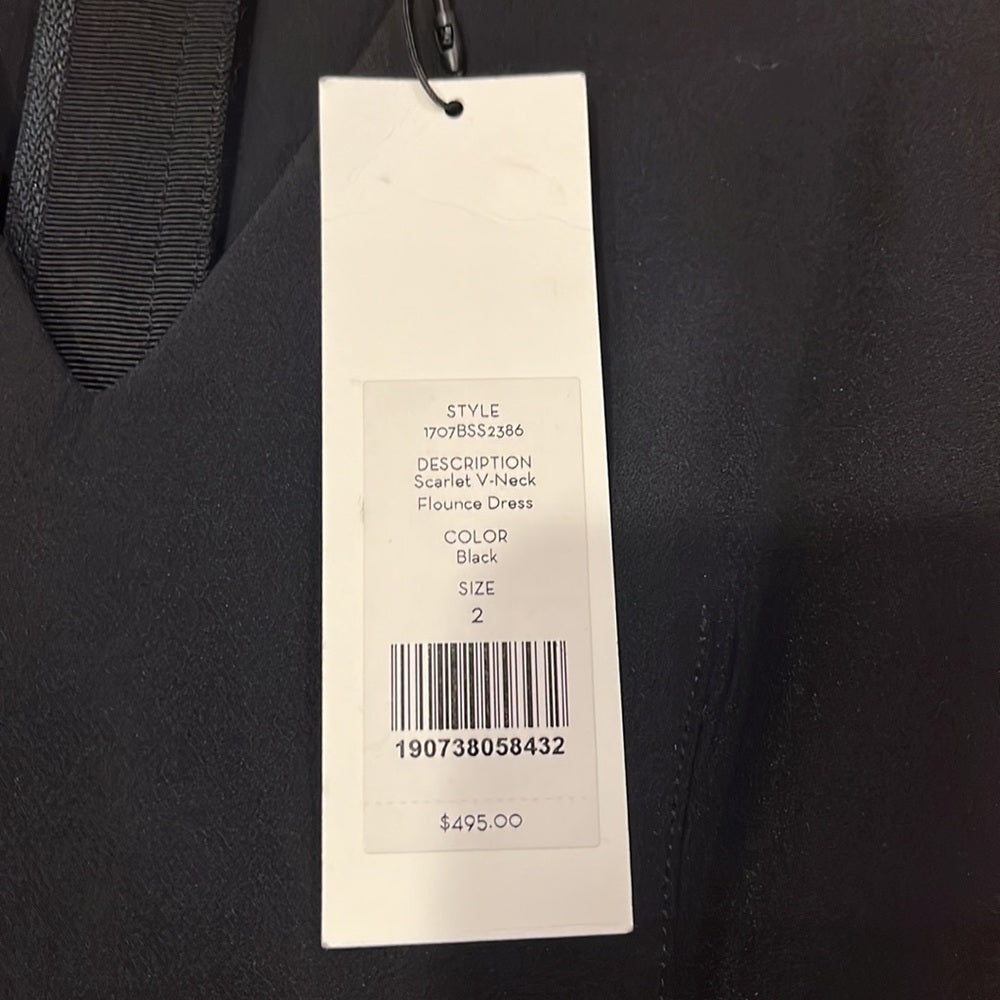 STYLE
1707BSS2386
DESCRIPTION
Scarlet V-Neck
Flounce Dress
COLOR
Black
SIZE
2
190738058432
$495.00